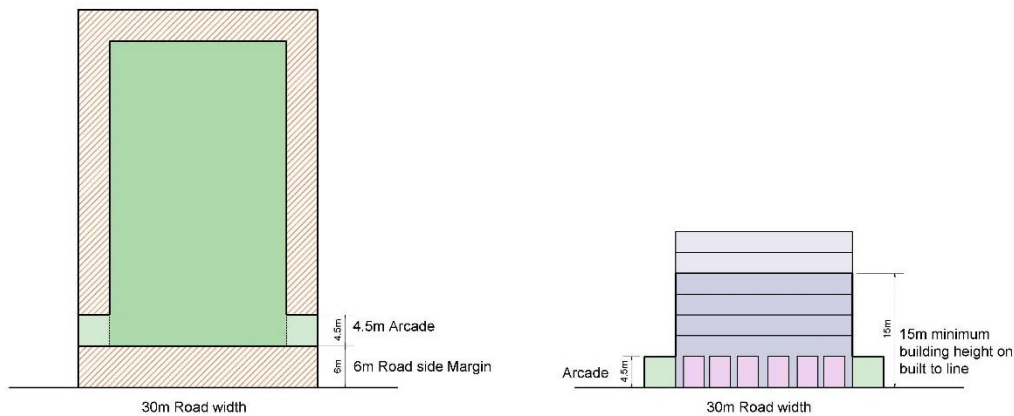 4.5m
4.5m Arcade
6m
6m Road side Margin
30m Road width
15m
15m minimum
building height on
built to line
Arcade
4.5m
30m Road width